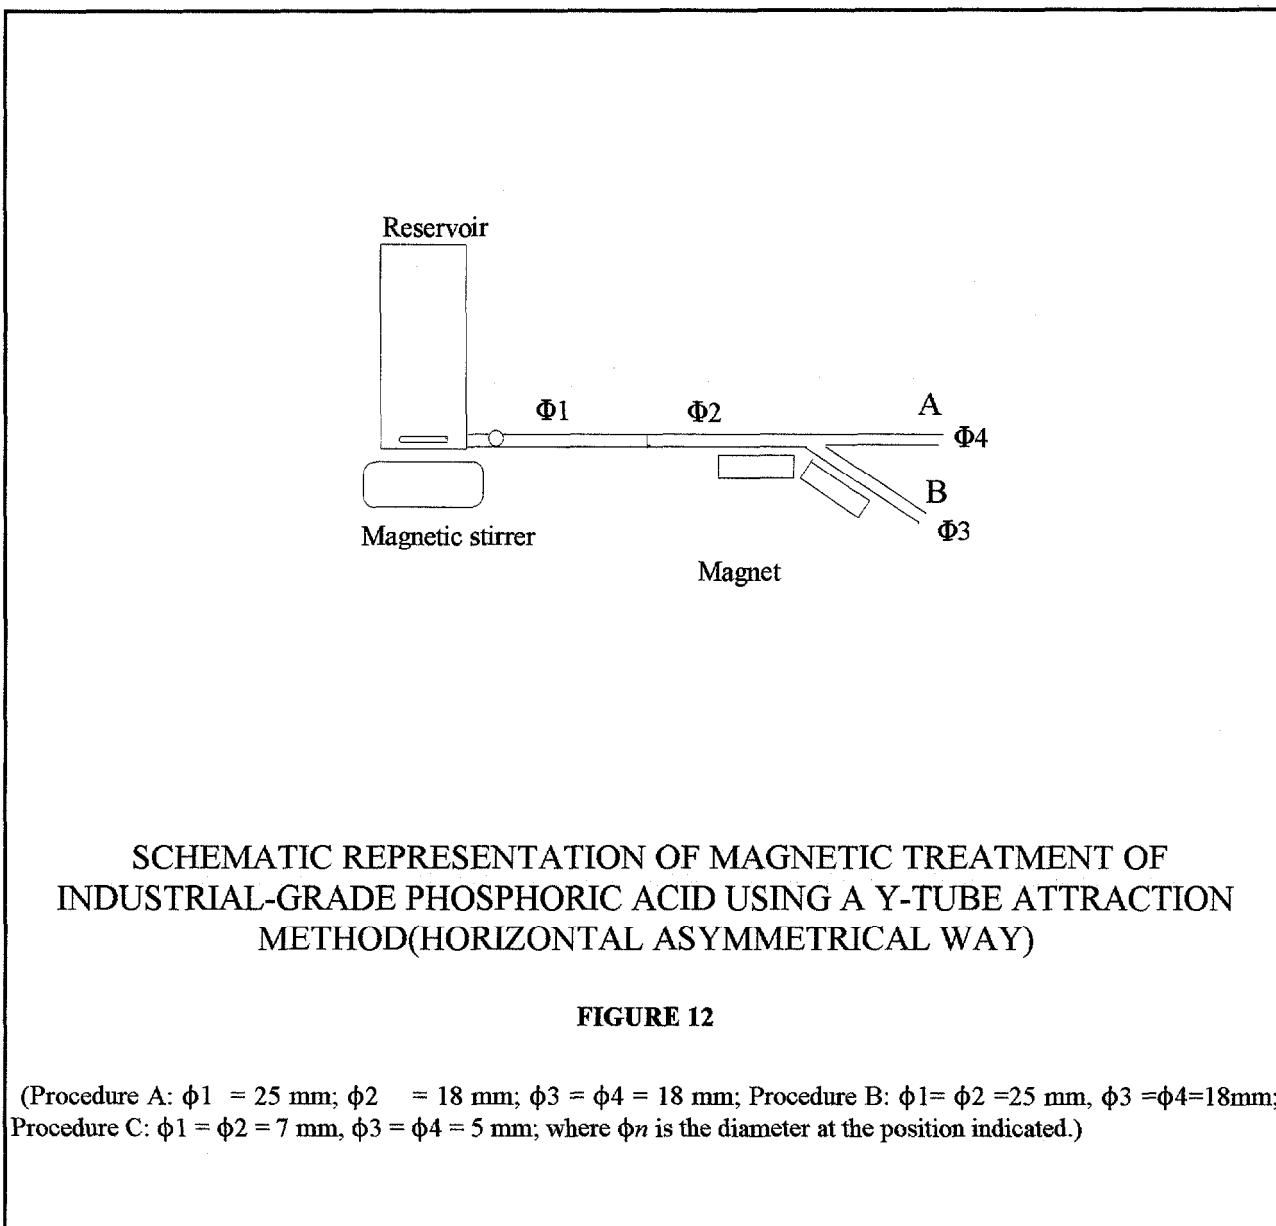 Reservoir
Φ1
Φ2
A
Φ4
B
Φ3
Magnetic stirrer
Magnet
SCHEMATIC REPRESENTATION OF MAGNETIC TREATMENT OF
INDUSTRIAL-GRADE PHOSPHORIC ACID USING A Y-TUBE ATTRACTION
METHOD(HORIZONTAL ASYMMETRICAL WAY)
FIGURE 12
(Procedure A: ϕ1 = 25 mm; ϕ2 = 18 mm; ϕ3 = ϕ4 = 18 mm; Procedure B: ϕ1= ϕ2 =25 mm, ϕ3 =ϕ4=18mm;
Procedure C: ϕ1 = ϕ2 = 7 mm, ϕ3 = ϕ4 = 5 mm; where ϕn is the diameter at the position indicated.)